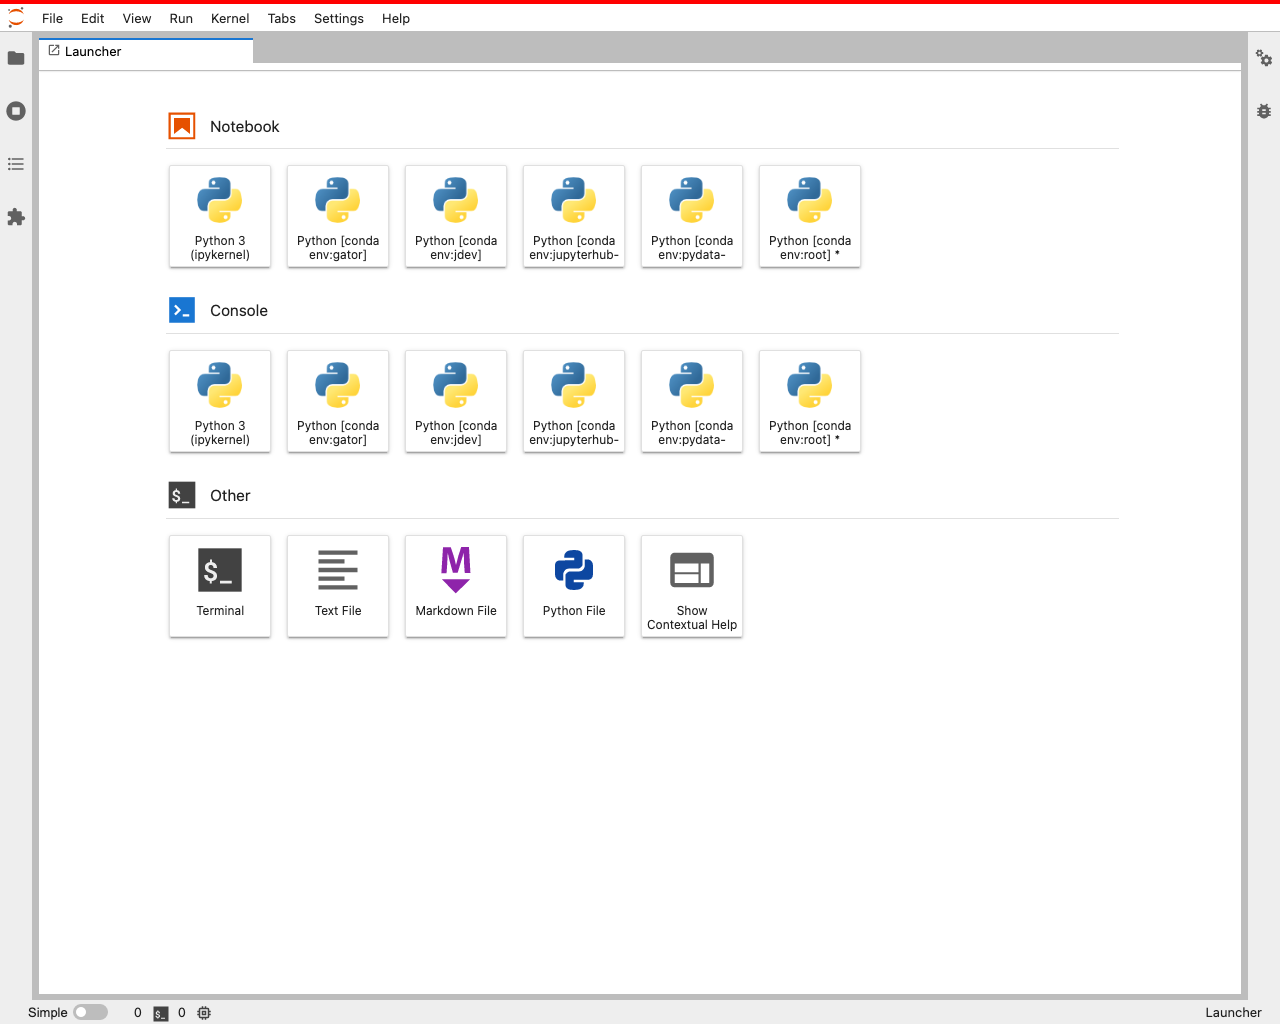 File Edit View Run Kernel Tabs Settings Help
Launcher
Notebook
Python 3
(ipykernel)
Python [conda
env:gator]
Python [conda
env:jdev]
Python [conda
env:jupyterhub-
Python [conda
env:pydata-
Python [conda
env:root] *
Console
Python 3
(ipykernel)
Python [conda
env:gator]
Python [conda
env:jdev]
Python [conda
env:jupyterhub-
Python [conda
env:pydata-
Python [conda
env:root] *
$_ Other
$_
Terminal
Text File
M
Markdown File
Python File
Show
Contextual Help
Simple 0 $_ 0 Launcher